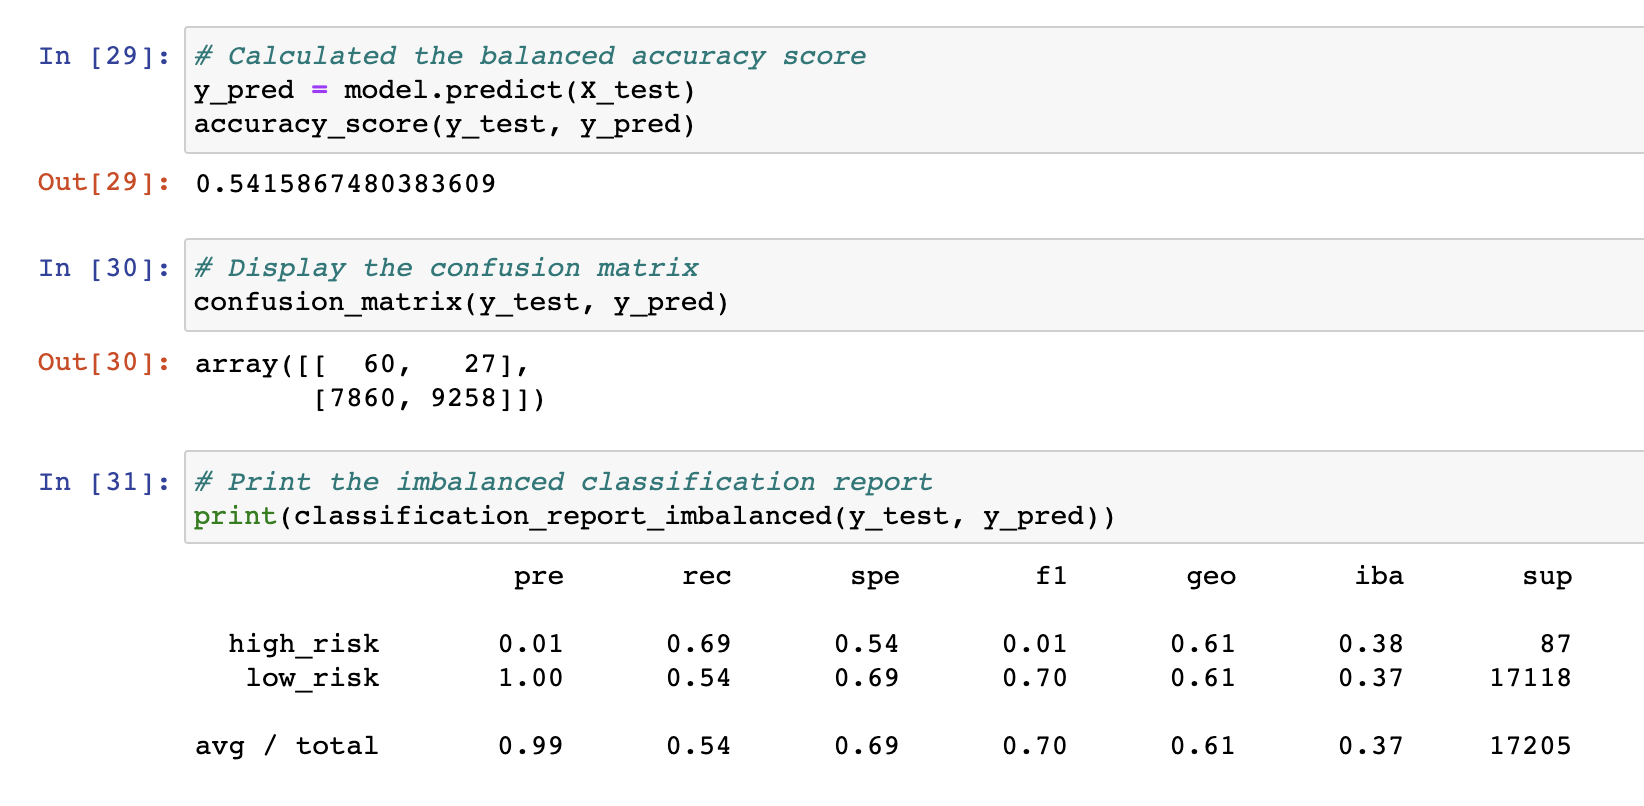 In [29]: # Calculated the balanced accuracy score
y_pred = model.predict(X_test)
accuracy_score(y_test, y_pred)
Out[29]: 0.5415867480383609
In [30]: # Display the confusion matrix
confusion_matrix(y_test, y_pred)
Out[30]: array([[  60,   27],
       [7860, 9258]])
In [31]: # Print the imbalanced classification report
print(classification_report_imbalanced(y_test, y_pred))
pre rec spe f1 geo iba sup
high_risk 0.01 0.69 0.54 0.01 0.61 0.38 87
low_risk 1.00 0.54 0.69 0.70 0.61 0.37 17118
avg / total 0.99 0.54 0.69 0.70 0.61 0.37 17205